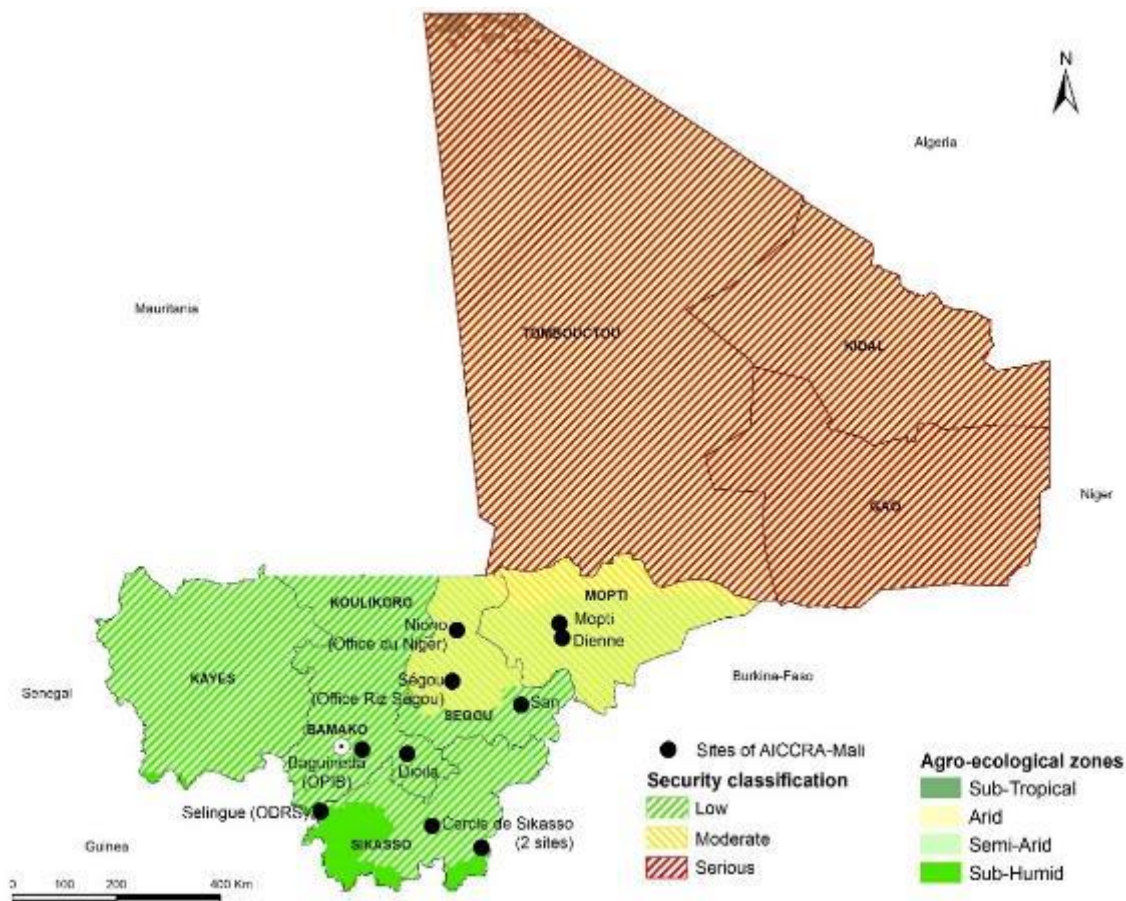 N
Algeria
Mauritania
TOMBOUCTOU
KIDAL
GAO
Niger
KOULIKORO
MOPTI
Niono
(Office du Niger)
Mopti
Dienne
KAYES
Ségou
(Office Riz Ségou)
Burkina-Faso
Senegal
San
SEGOU
BAMAKO
Baguineda
(OPIB)
Dioila
Selingue (ODRS)
Cercle de Sikasso
(2 sites)
SIKASSO
Guinea
0 100 200 400 Km
Sites of AICCRA-Mali
Security classification
Low
Moderate
Serious
Agro-ecological zones
Sub-Tropical
Arid
Semi-Arid
Sub-Humid